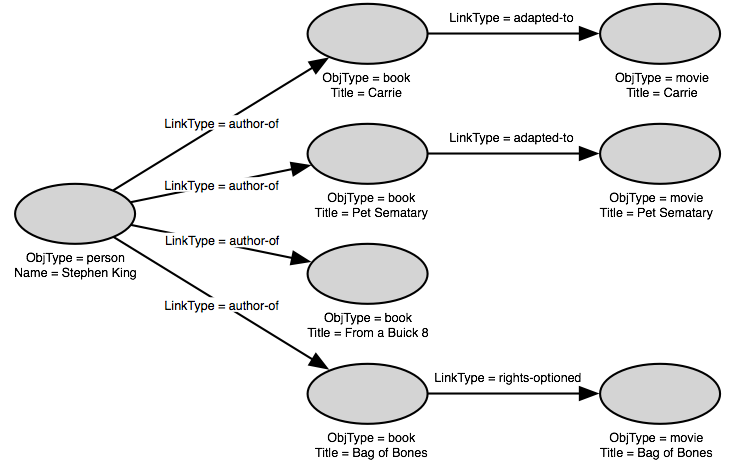 LinkType = adapted-to
ObjType = book
Title = Carrie
ObjType = movie
Title = Carrie
LinkType = author-of
LinkType = adapted-to
LinkType = author-of
ObjType = book
Title = Pet Sematary
ObjType = movie
Title = Pet Sematary
LinkType = author-of
ObjType = person
Name = Stephen King
LinkType = author-of
ObjType = book
Title = From a Buick 8
LinkType = rights-optioned
ObjType = book
Title = Bag of Bones
ObjType = movie
Title = Bag of Bones